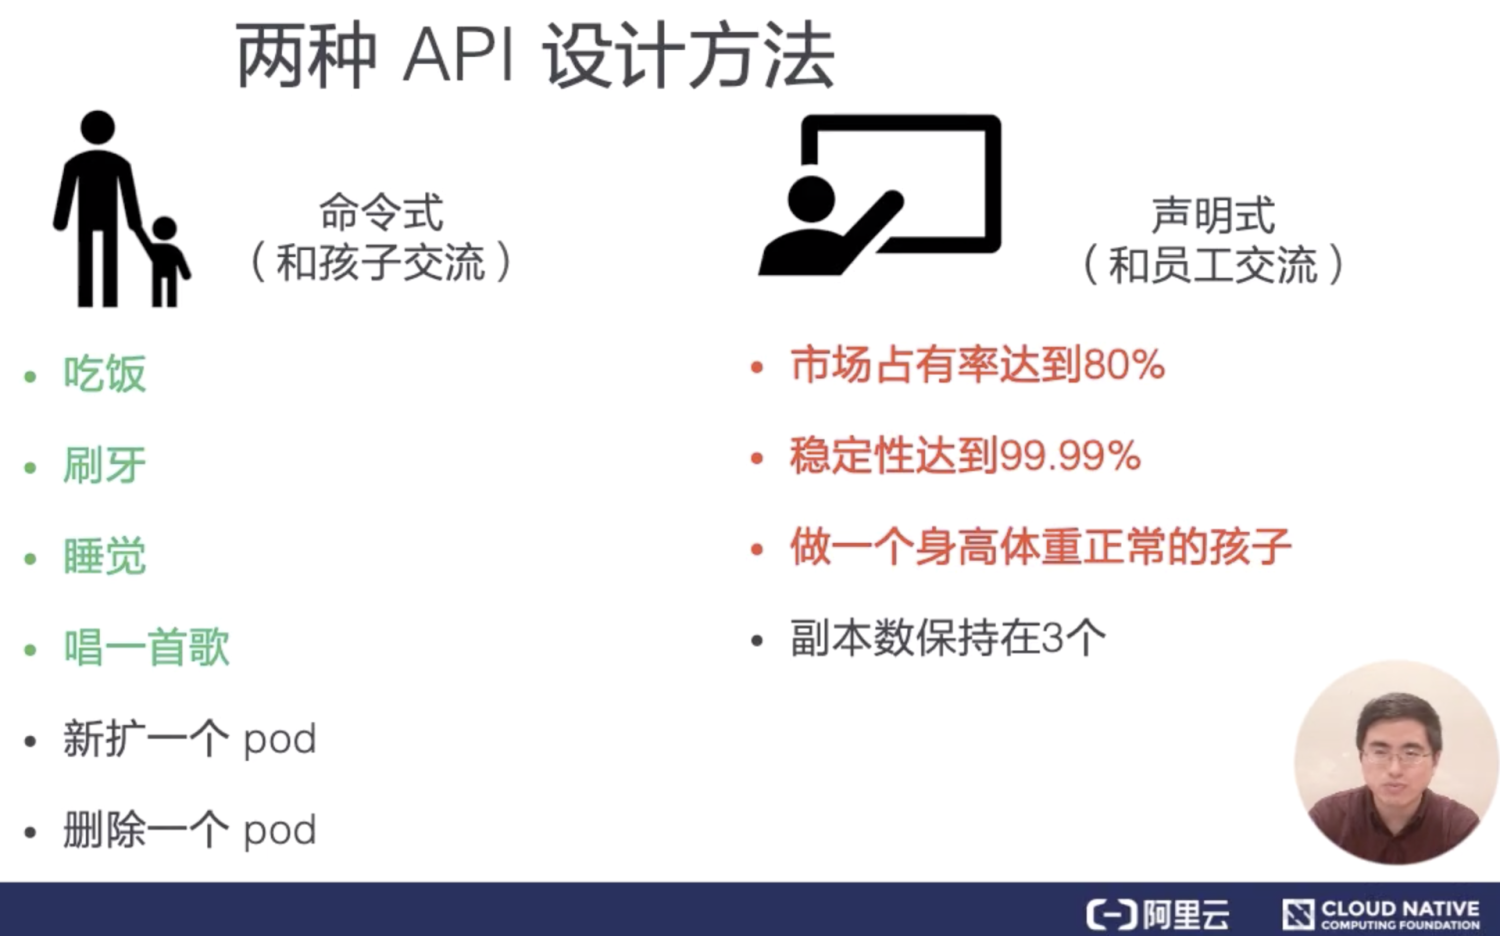 两种 API 设计方法
命令式
（和孩子交流）
• 吃饭
• 刷牙
• 睡觉
• 唱一首歌
• 新扩一个 pod
• 删除一个 pod
声明式
（和员工交流）
• 市场占有率达到80%
• 稳定性达到99.99%
• 做一个身高体重正常的孩子
• 副本数保持在3个
阿里云
CLOUD NATIVE
COMPUTING FOUNDATION